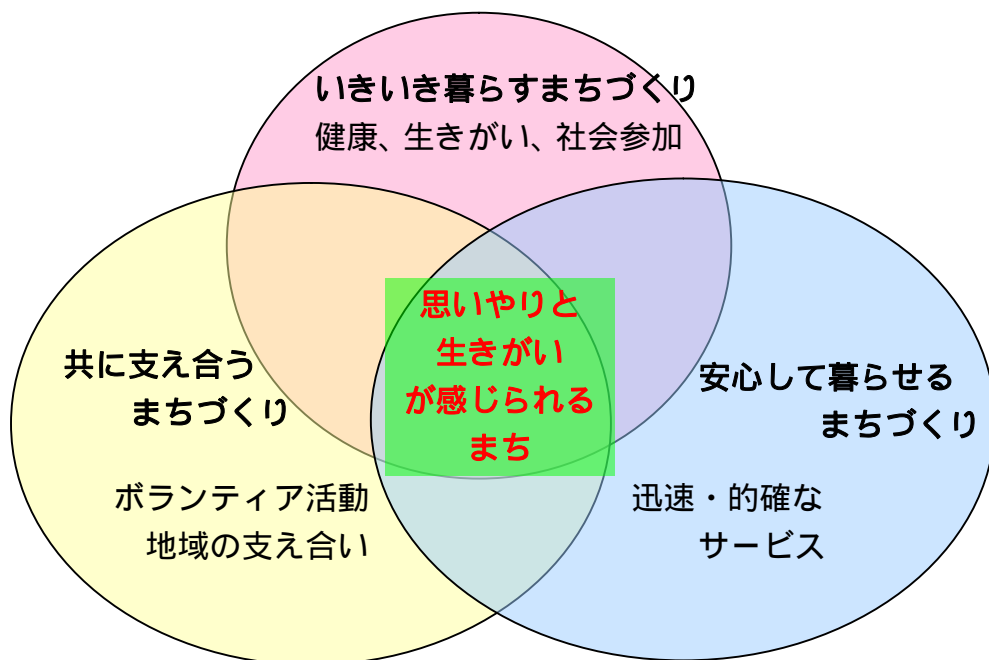 いきいき暮らすまちづくり
健康、生きがい、社会参加
思いやりと
生きがい
が感じられる
まち
共に支え合う
まちづくり
ボランティア活動
地域の支え合い
安心して暮らせる
まちづくり
迅速・的確な
サービス